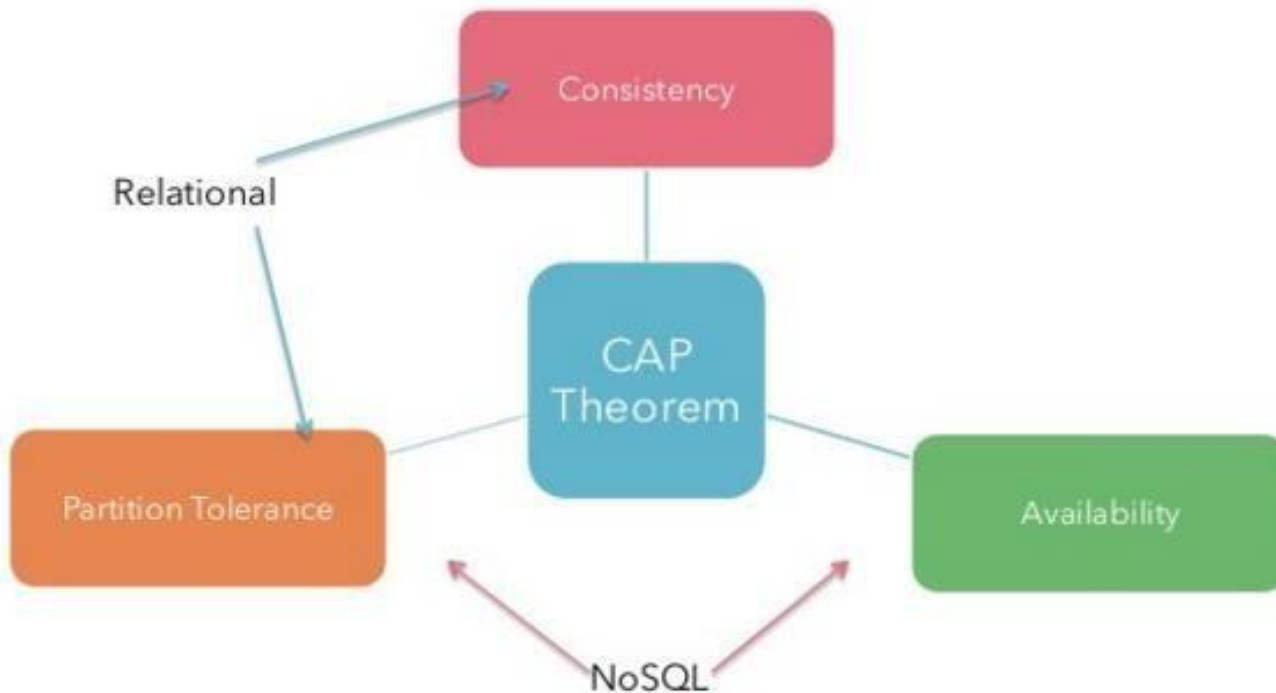 Consistency
Relational
CAP
Theorem
Partition Tolerance
Availability
NoSQL